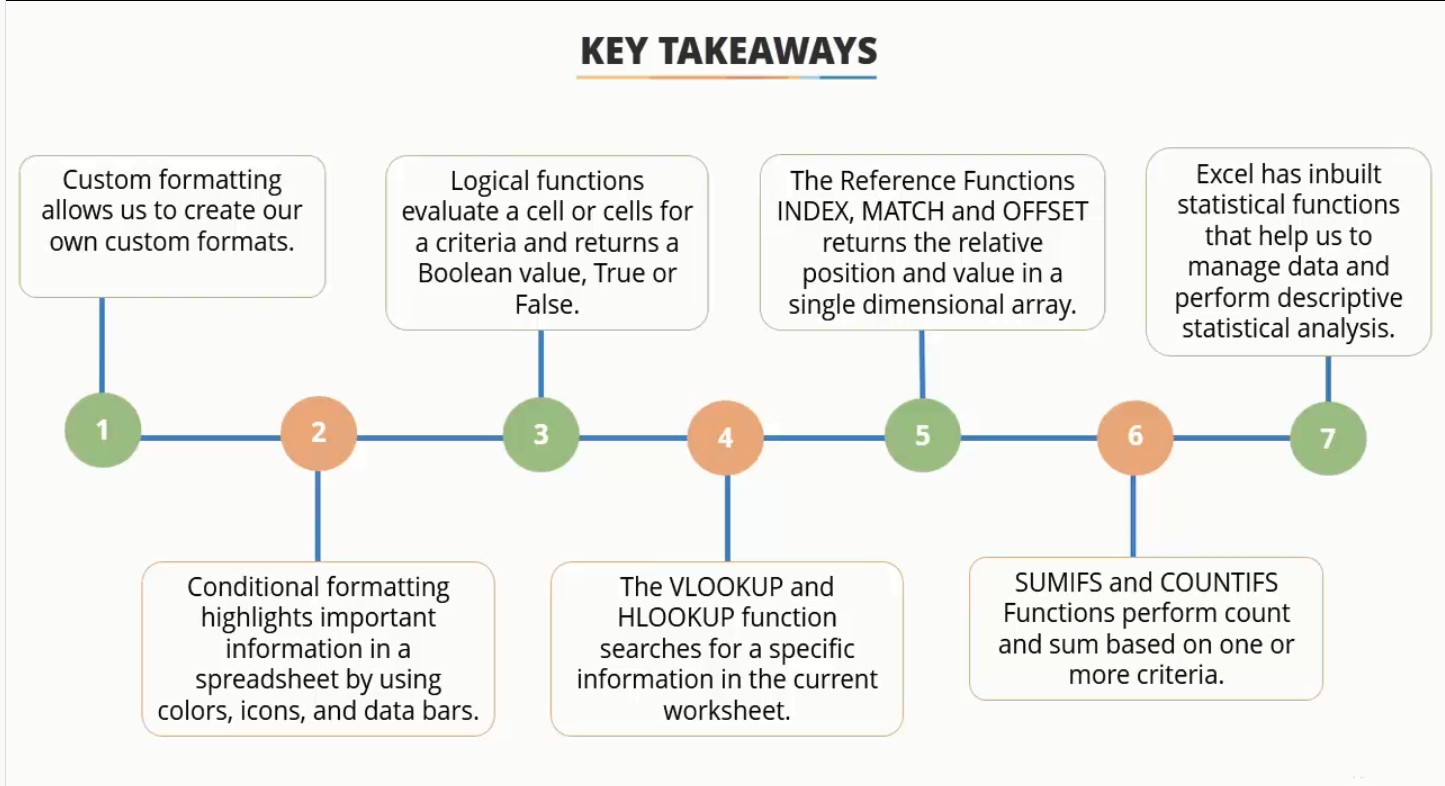 KEY TAKEAWAYS
Custom formatting
allows us to create our
own custom formats.
Logical functions
evaluate a cell or cells for
a criteria and returns a
Boolean value, True or
False.
The Reference Functions
INDEX, MATCH and OFFSET
returns the relative
position and value in a
single dimensional array.
Excel has inbuilt
statistical functions
that help us to
manage data and
perform descriptive
statistical analysis.
1
2
3
4
5
6
7
Conditional formatting
highlights important
information in a
spreadsheet by using
colors, icons, and data bars.
The VLOOKUP and
HLOOKUP function
searches for a specific
information in the current
worksheet.
SUMIFS and COUNTIFS
Functions perform count
and sum based on one or
more criteria.